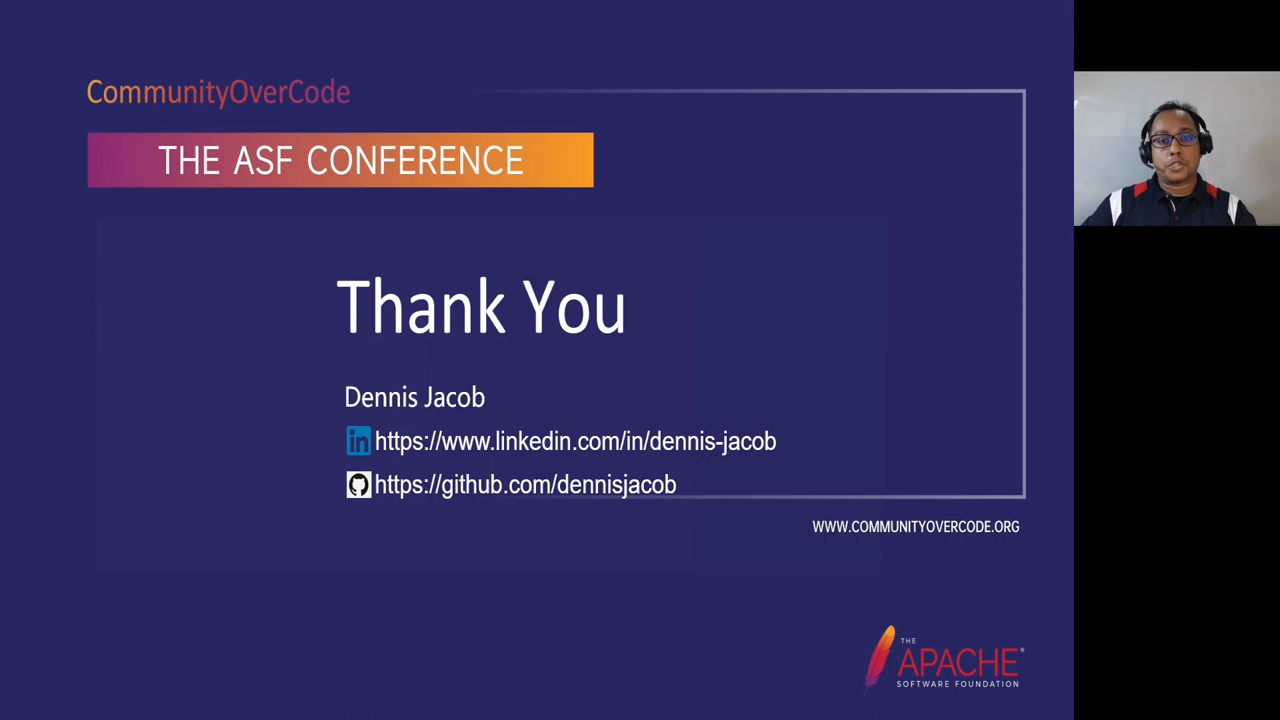 CommunityOverCode
THE ASF CONFERENCE
Thank You
Dennis Jacob
in https://www.linkedin.com/in/dennis-jacob
https://github.com/dennisjacob
WWW.COMMUNITYOVERCODE.ORG
THE
APACHE®
SOFTWARE FOUNDATION